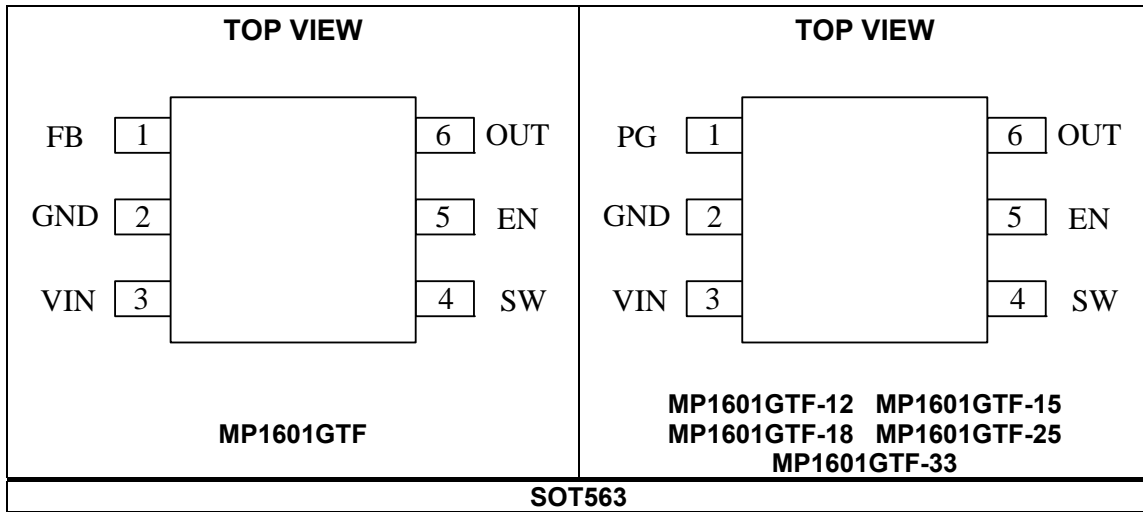 TOP VIEW
FB 1 6 OUT
GND 2 5 EN
VIN 3 4 SW
MP1601GTF
TOP VIEW
PG 1 6 OUT
GND 2 5 EN
VIN 3 4 SW
MP1601GTF-12 MP1601GTF-15
MP1601GTF-18 MP1601GTF-25
MP1601GTF-33
SOT563